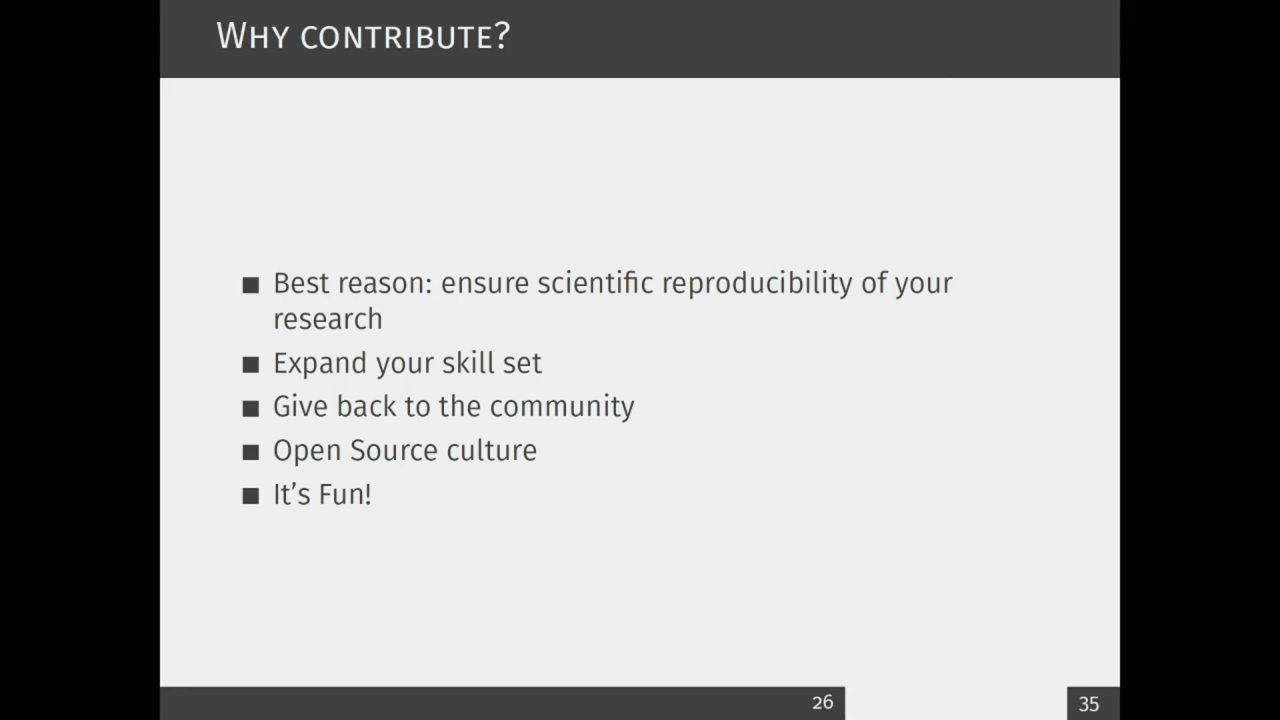 WHY CONTRIBUTE?
■ Best reason: ensure scientific reproducibility of your
research
■ Expand your skill set
■ Give back to the community
■ Open Source culture
■ It’s Fun!
26
35